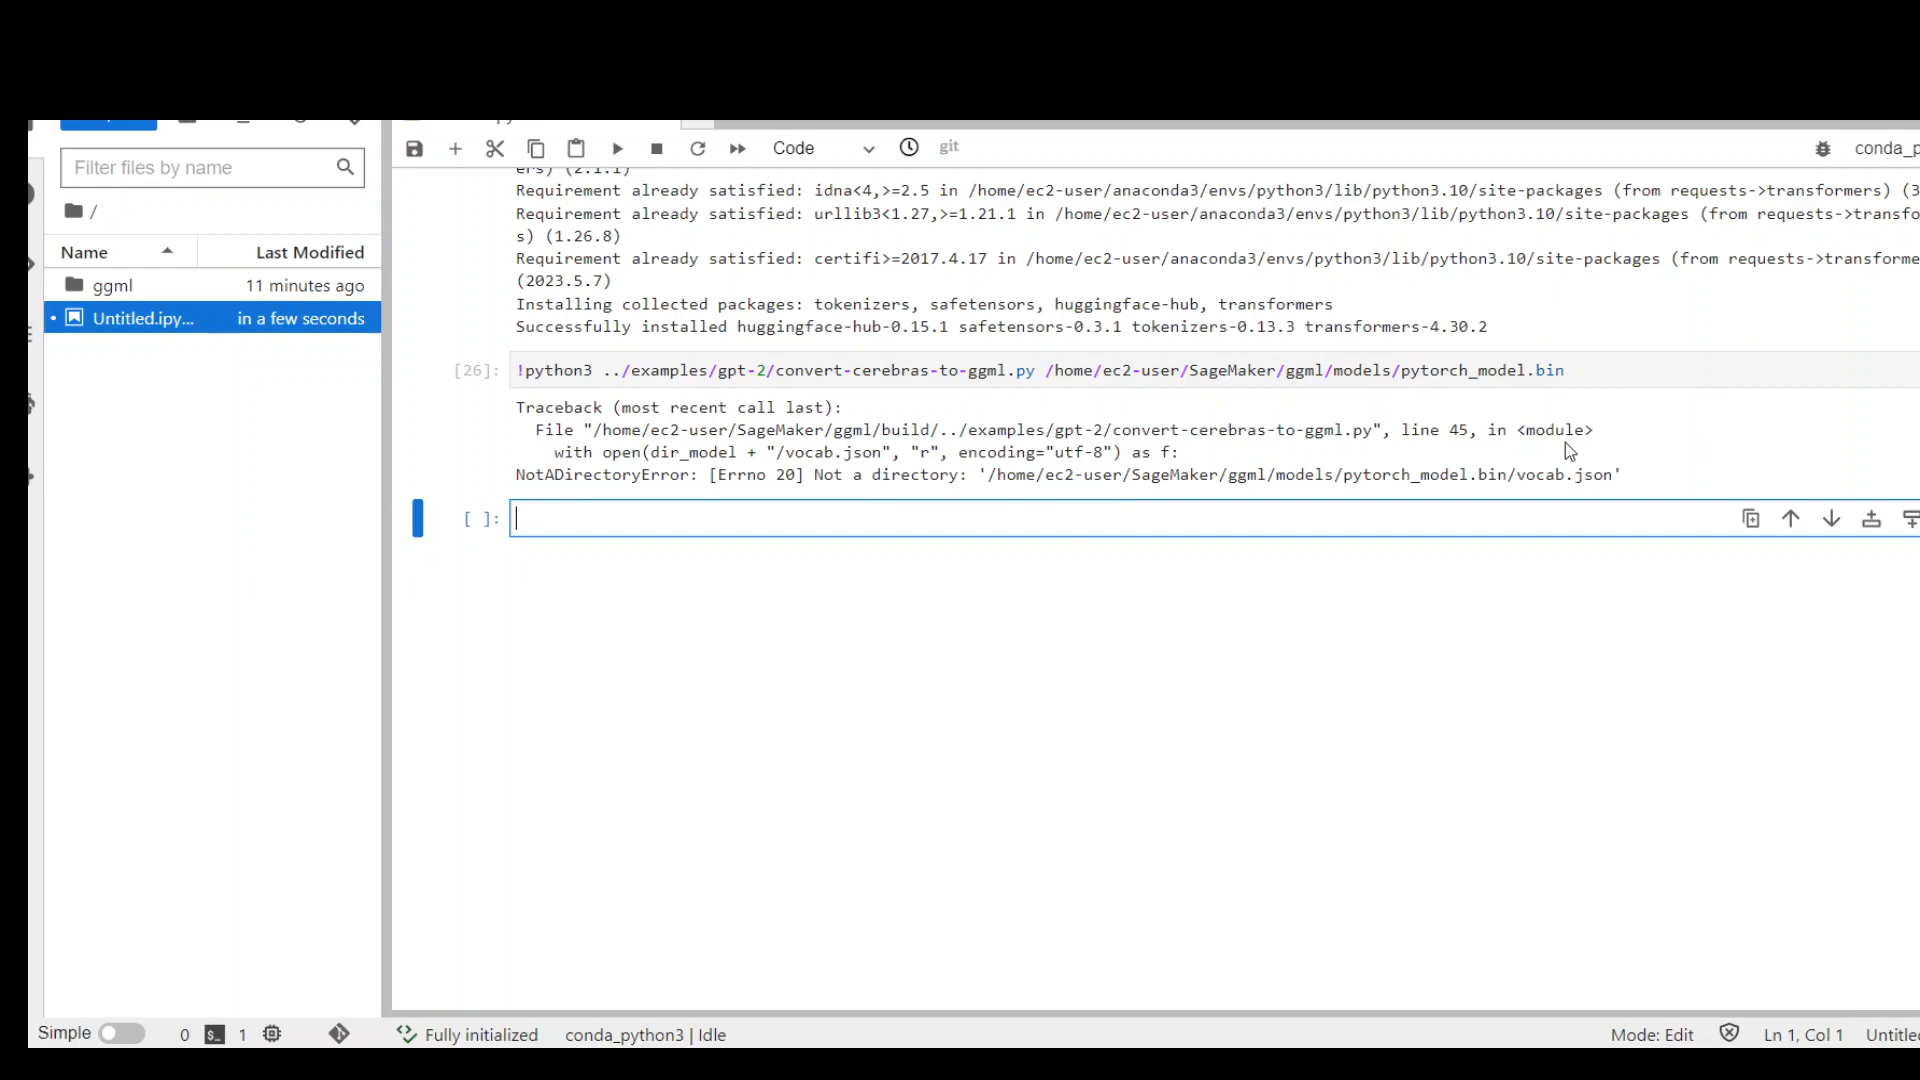 Filter files by name
/
Name Last Modified
ggml 11 minutes ago
Untitled.ipy... in a few seconds
Code git conda_p
ers) (2.1.1)
Requirement already satisfied: idna<4,>=2.5 in /home/ec2-user/anaconda3/envs/python3/lib/python3.10/site-packages (from requests->transformers) (3
Requirement already satisfied: urllib3<1.27,>=1.21.1 in /home/ec2-user/anaconda3/envs/python3/lib/python3.10/site-packages (from requests->transfo
s) (1.26.8)
Requirement already satisfied: certifi>=2017.4.17 in /home/ec2-user/anaconda3/envs/python3/lib/python3.10/site-packages (from requests->transforme
(2023.5.7)
Installing collected packages: tokenizers, safetensors, huggingface-hub, transformers
Successfully installed huggingface-hub-0.15.1 safetensors-0.3.1 tokenizers-0.13.3 transformers-4.30.2
[26]: !python3 ../examples/gpt-2/convert-cerebras-to-ggml.py /home/ec2-user/SageMaker/ggml/models/pytorch_model.bin
Traceback (most recent call last):
File "/home/ec2-user/SageMaker/ggml/build/../examples/gpt-2/convert-cerebras-to-ggml.py", line 45, in <module>
with open(dir_model + "/vocab.json", "r", encoding="utf-8") as f:
NotADirectoryError: [Errno 20] Not a directory: '/home/ec2-user/SageMaker/ggml/models/pytorch_model.bin/vocab.json'
[ ]:
Simple 0 $_ 1 Fully initialized conda_python3 | Idle Mode: Edit Ln 1, Col 1 Untitle